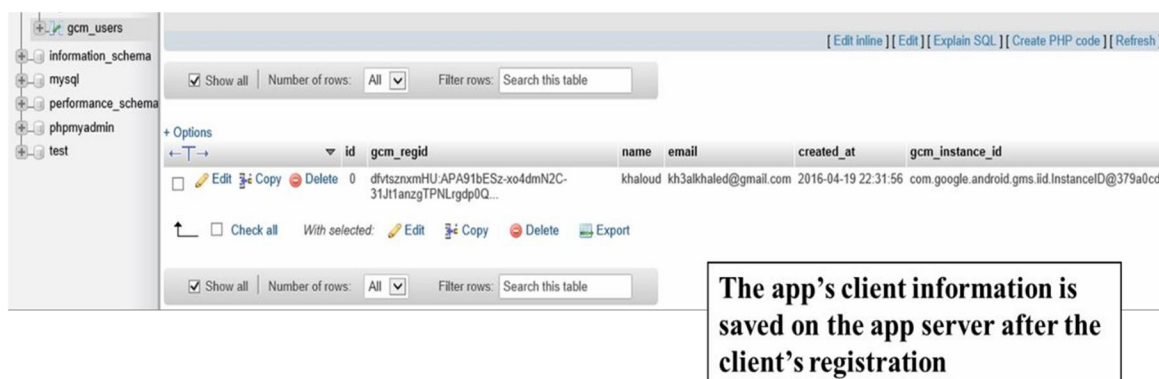 gcm_users
information_schema
mysql
performance_schema
phpmyadmin
test
[ Edit inline ] [ Edit ] [ Explain SQL ] [ Create PHP code ] [ Refresh ]
Show all Number of rows: All Filter rows: Search this table
+ Options
←T→ id gcm_regid name email created_at gcm_instance_id
Edit Copy Delete 0 dfvtsznxmHU:APA91bESz-xo4dmN2C- khaloud kh3alkhaled@gmail.com 2016-04-19 22:31:56 com.google.android.gms.iid.InstanceID@379a0cd
31Jt1anzgTPNLrgdp0Q...
Check all With selected: Edit Copy Delete Export
Show all Number of rows: All Filter rows: Search this table
The app's client information is
saved on the app server after the
client's registration